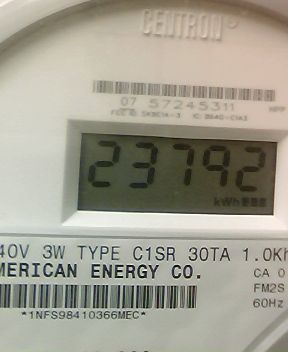 CENTRON
07 57245311
23792
kWh
40V 3W TYPE C1SR 30TA 1.0Kh
MERICAN ENERGY CO.
CA 0
FM2S
60Hz
*1NFS98410366MEC*